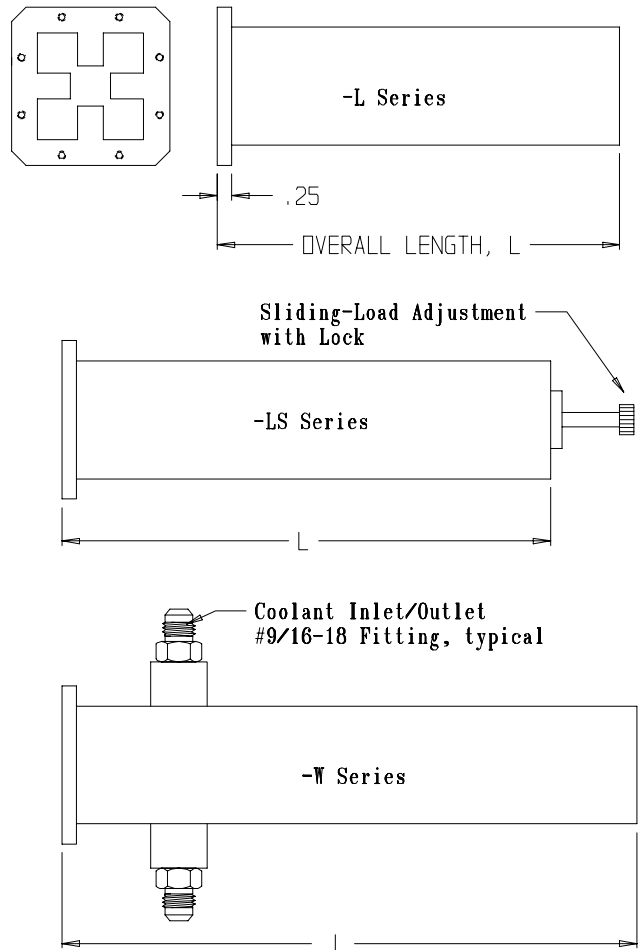 -L Series
.25
OVERALL LENGTH, L
Sliding-Load Adjustment
with Lock
-LS Series
L
Coolant Inlet/Outlet
#9/16-18 Fitting, typical
-W Series